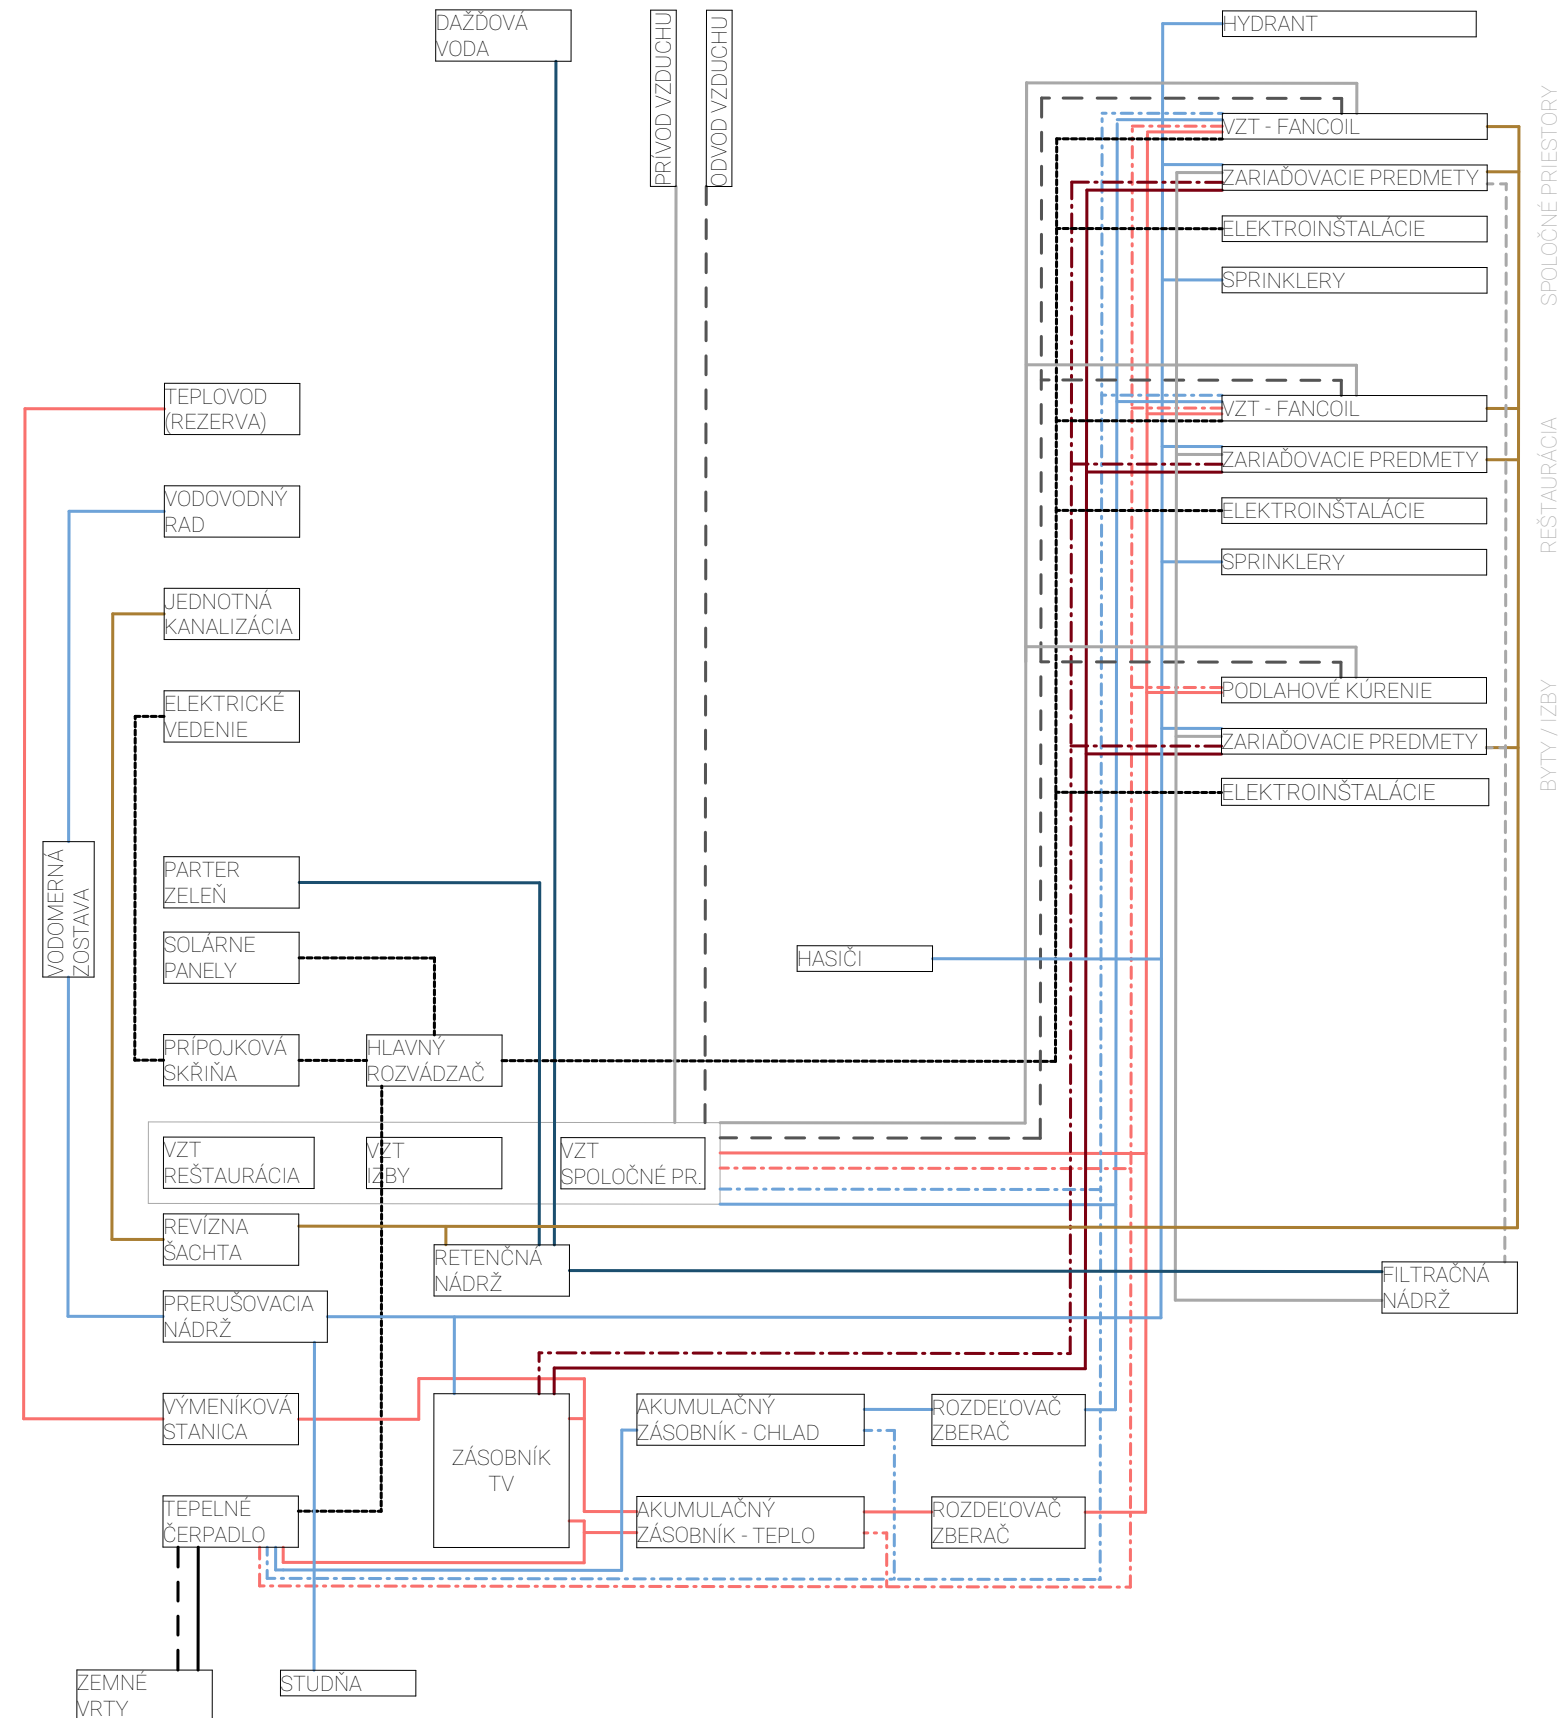 DAŽĎOVÁ
VODA
PRÍVOD VZDUCHU
ODVOD VZDUCHU
HYDRANT
VZT - FANCOIL
ZARIAĎOVACIE PREDMETY
ELEKTROINŠTALÁCIE
SPRINKLERY
SPOLOČNÉ PRIESTORY
TEPLOVOD
(REZERVA)
VZT - FANCOIL
ZARIAĎOVACIE PREDMETY
ELEKTROINŠTALÁCIE
SPRINKLERY
REŠTAURÁCIA
VODOVODNÝ
RAD
JEDNOTNÁ
KANALIZÁCIA
ELEKTRICKÉ
VEDENIE
PODLAHOVÉ KÚRENIE
ZARIAĎOVACIE PREDMETY
ELEKTROINŠTALÁCIE
BYTY / IZBY
VODOMERNÁ
ZOSTAVA
PARTER
ZELEŇ
SOLÁRNE
PANELY
HASIČI
PRÍPOJKOVÁ
SKŘIŇA
HLAVNÝ
ROZVÁDZAČ
VZT
REŠTAURÁCIA
VZT
IZBY
VZT
SPOLOČNÉ PR.
REVÍZNA
ŠACHTA
RETENČNÁ
NÁDRŽ
FILTRAČNÁ
NÁDRŽ
PRERUŠOVACIA
NÁDRŽ
VÝMENÍKOVÁ
STANICA
ZÁSOBNÍK
TV
AKUMULAČNÝ
ZÁSOBNÍK - CHLAD
ROZDEĽOVAČ
ZBERAČ
TEPELNÉ
ČERPADLO
AKUMULAČNÝ
ZÁSOBNÍK - TEPLO
ROZDEĽOVAČ
ZBERAČ
ZEMNÉ
VRTY
STUDŇA